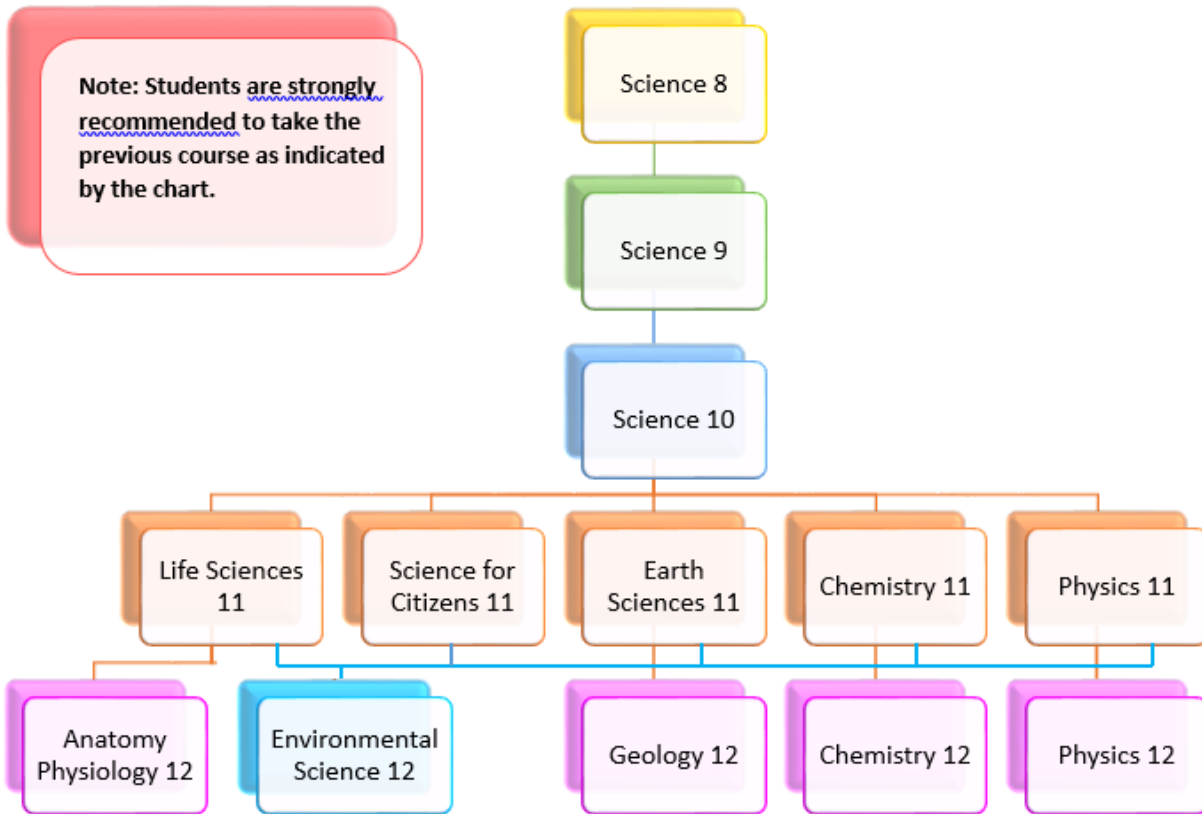 Note: Students are strongly
recommended to take the
previous course as indicated
by the chart.
Science 8
Science 9
Science 10
Life Sciences
11
Science for
Citizens 11
Earth
Sciences 11
Chemistry 11
Physics 11
Anatomy
Physiology 12
Environmental
Science 12
Geology 12
Chemistry 12
Physics 12